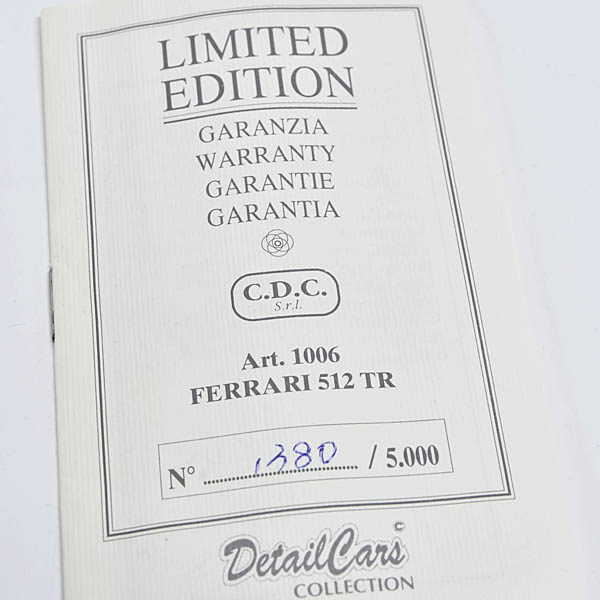 LIMITED
EDITION
GARANZIA
WARRANTY
GARANTIE
GARANTIA
C.D.C.
S.r.l.
Art. 1006
FERRARI 512 TR
N° 1380 / 5.000
DetailCars ©
COLLECTION